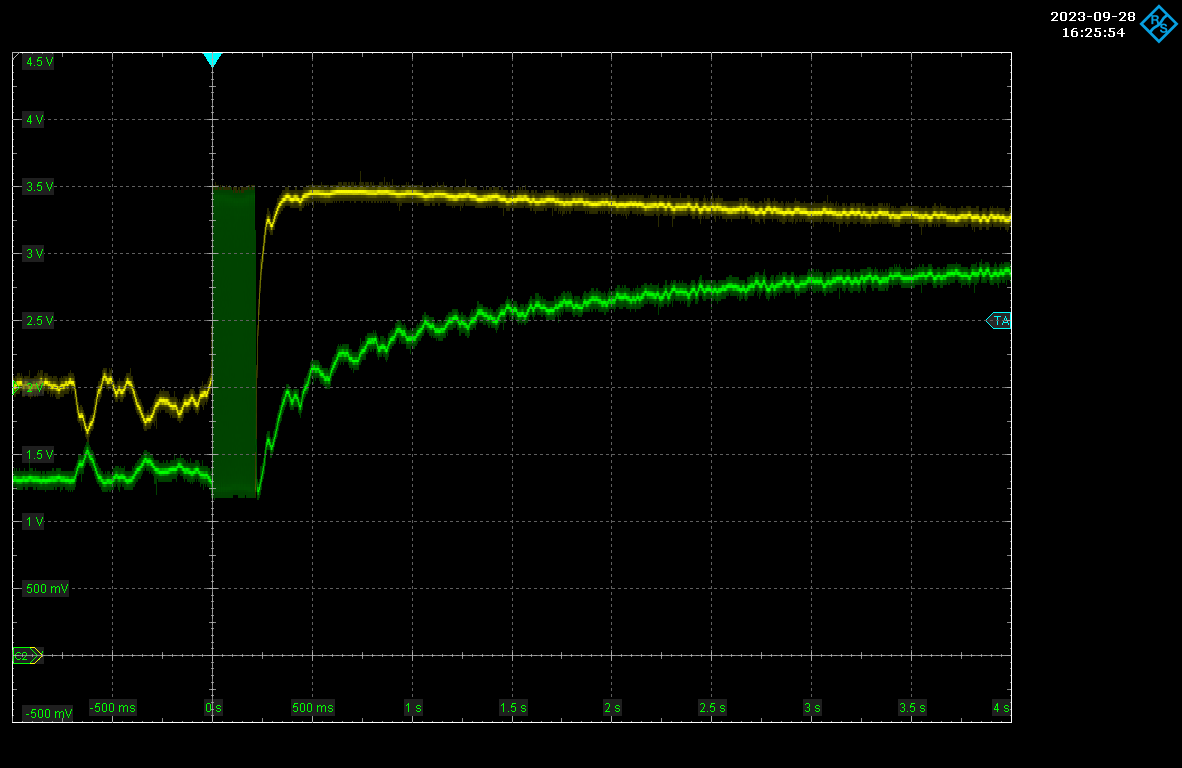 2023-09-28
16:25:54
R&S
4.5 V
4 V
3.5 V
3 V
2.5 V
TA
2 V
1.5 V
1 V
500 mV
C2
-500 mV
-500 ms
0 s
500 ms
1 s
1.5 s
2 s
2.5 s
3 s
3.5 s
4 s